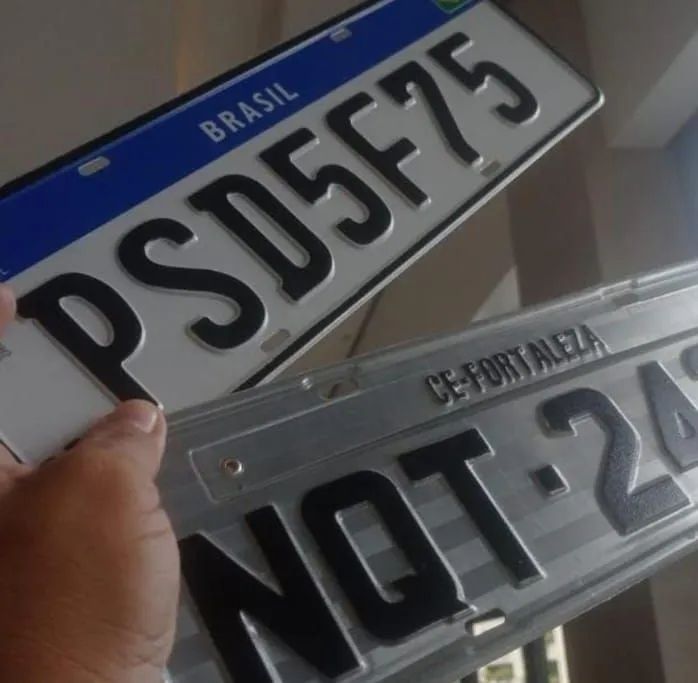 BRASIL
PSD5F75
CE-FORTALEZA
NQT·24